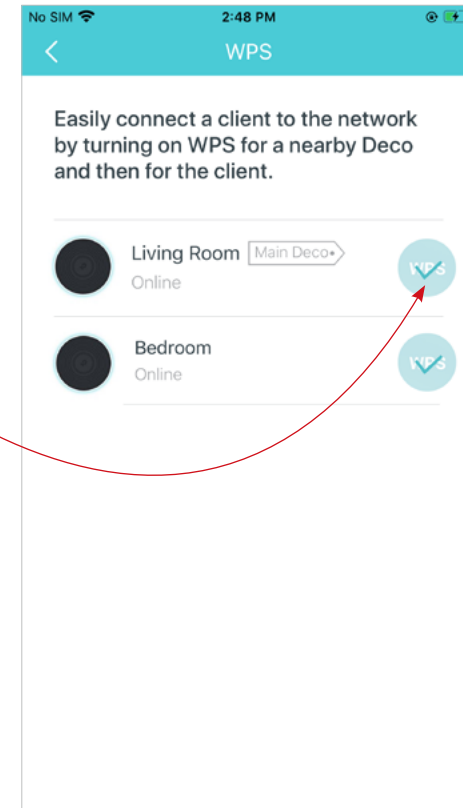 No SIM 2:48 PM
WPS
Easily connect a client to the network
by turning on WPS for a nearby Deco
and then for the client.
Living Room Main Deco
WPS
Online
Bedroom
WPS
Online